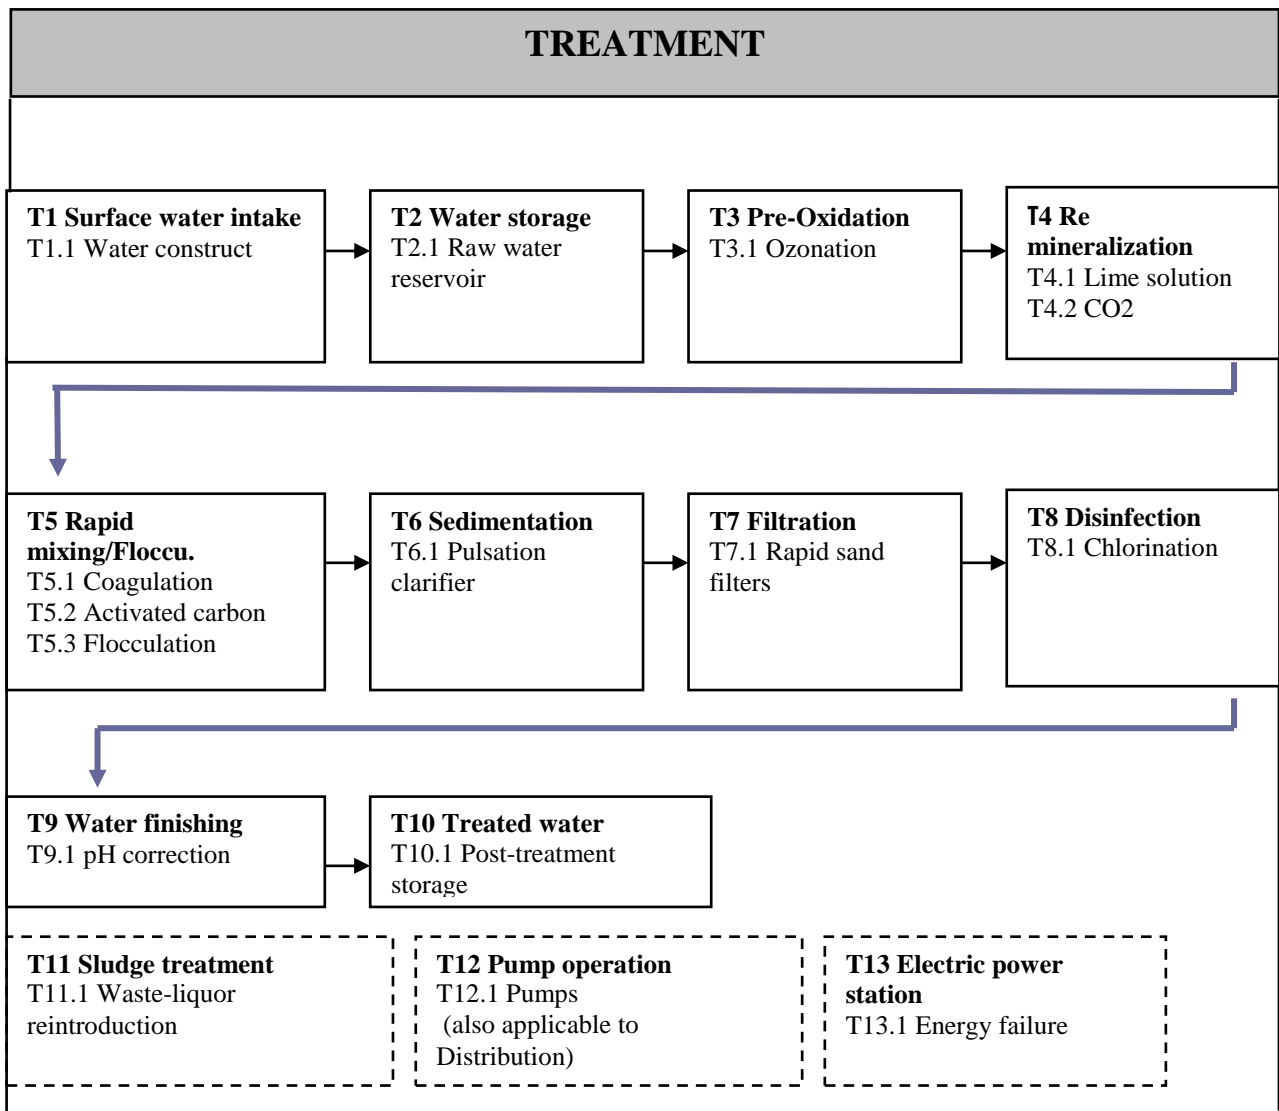 TREATMENT
T1 Surface water intake
T1.1 Water construct
T2 Water storage
T2.1 Raw water
reservoir
T3 Pre-Oxidation
T3.1 Ozonation
T4 Re
mineralization
T4.1 Lime solution
T4.2 CO2
T5 Rapid
mixing/Floccu.
T5.1 Coagulation
T5.2 Activated carbon
T5.3 Flocculation
T6 Sedimentation
T6.1 Pulsation
clarifier
T7 Filtration
T7.1 Rapid sand
filters
T8 Disinfection
T8.1 Chlorination
T9 Water finishing
T9.1 pH correction
T10 Treated water
T10.1 Post-treatment
storage
T11 Sludge treatment
T11.1 Waste-liquor
reintroduction
T12 Pump operation
T12.1 Pumps
(also applicable to
Distribution)
T13 Electric power
station
T13.1 Energy failure